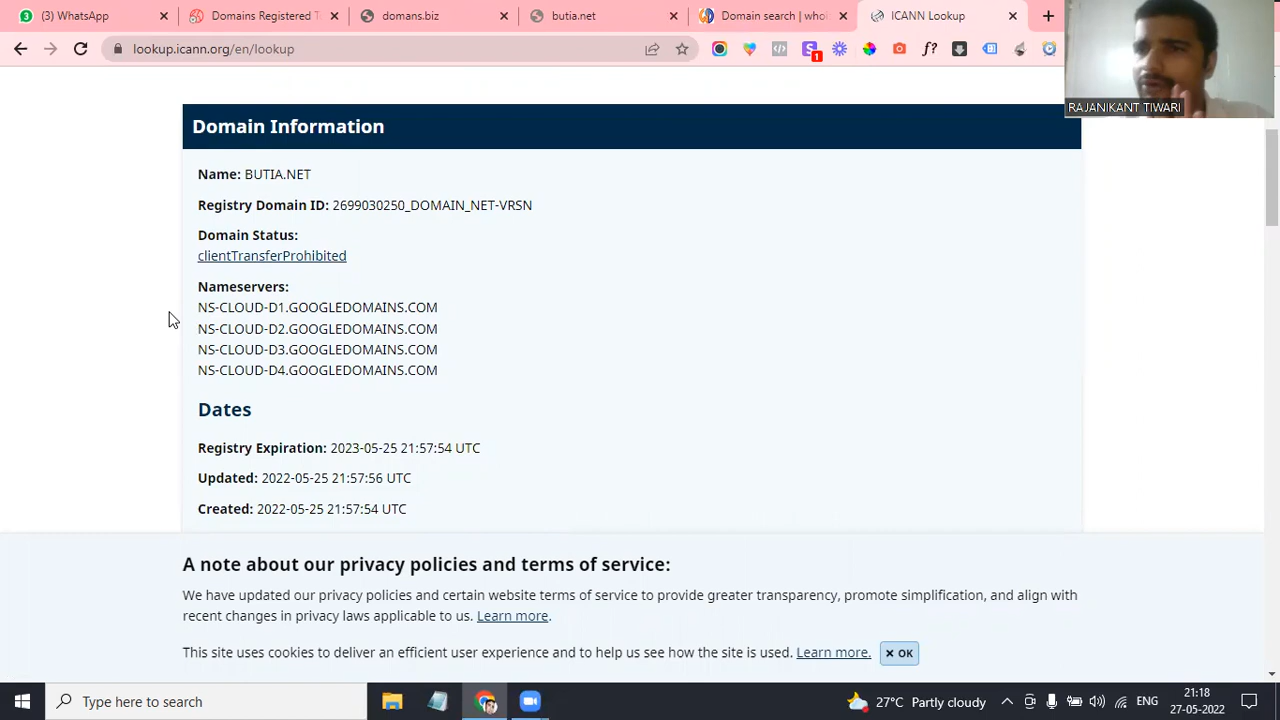 (3) WhatsApp
Domains Registered T
domans.biz
butia.net
Domain search | who
ICANN Lookup
lookup.icann.org/en/lookup
1
f?
RAJANIKANT TIWARI
Domain Information
Name: BUTIA.NET
Registry Domain ID: 2699030250_DOMAIN_NET-VRSN
Domain Status:
clientTransferProhibited
Nameservers:
NS-CLOUD-D1.GOOGLEDOMAINS.COM
NS-CLOUD-D2.GOOGLEDOMAINS.COM
NS-CLOUD-D3.GOOGLEDOMAINS.COM
NS-CLOUD-D4.GOOGLEDOMAINS.COM
Dates
Registry Expiration: 2023-05-25 21:57:54 UTC
Updated: 2022-05-25 21:57:56 UTC
Created: 2022-05-25 21:57:54 UTC
A note about our privacy policies and terms of service:
We have updated our privacy policies and certain website terms of service to provide greater transparency, promote simplification, and align with
recent changes in privacy laws applicable to us. Learn more.
This site uses cookies to deliver an efficient user experience and to help us see how the site is used. Learn more. × OK
Type here to search
27°C Partly cloudy
ENG
21:18
27-05-2022